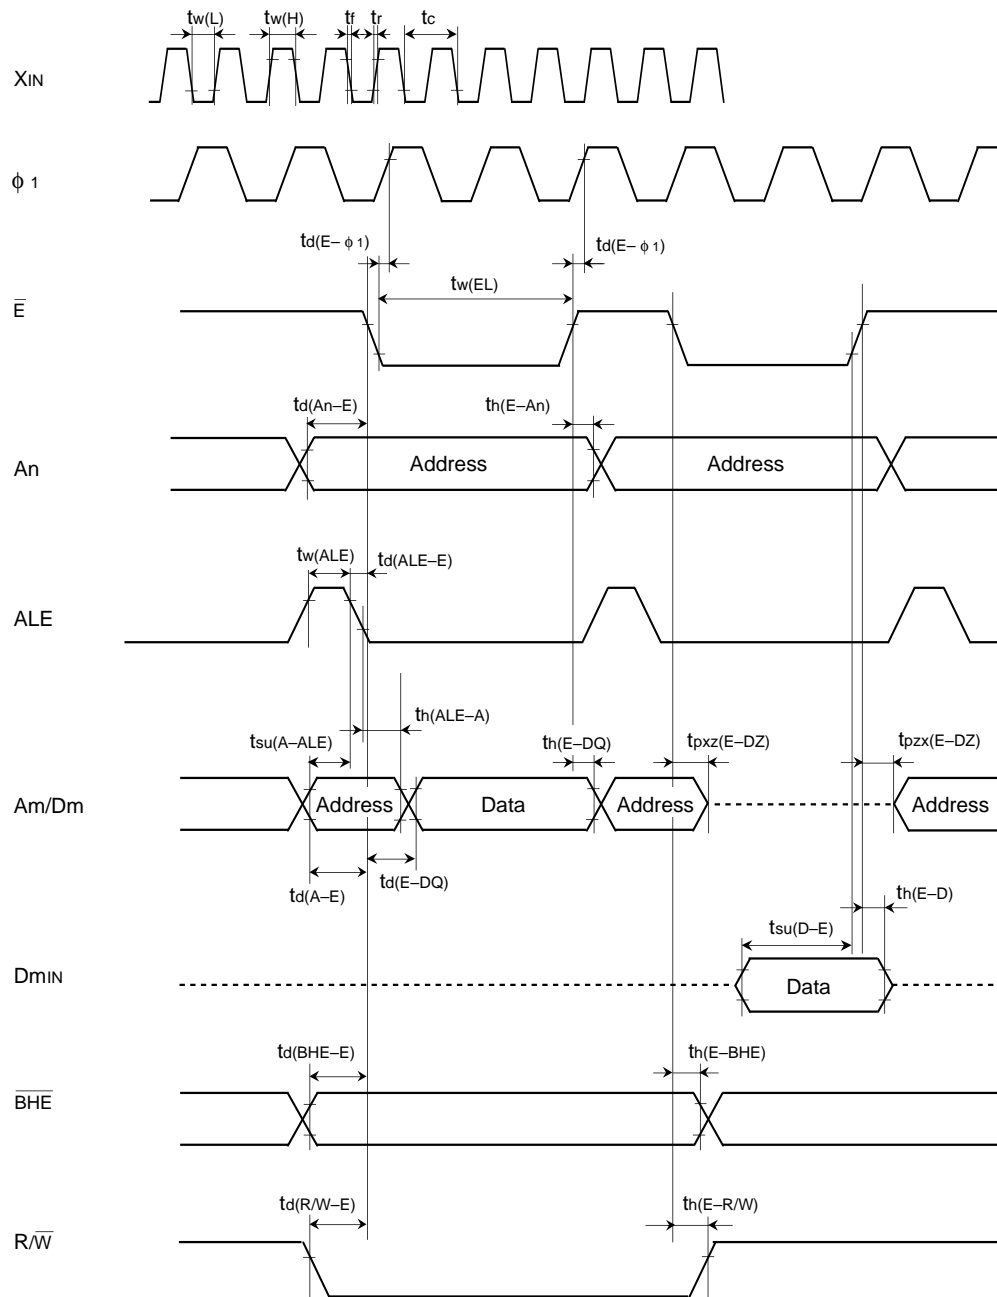 tw(L) tw(H) tf tr tc
XIN
ϕ 1
td(E– ϕ 1) td(E– ϕ 1)
tw(EL)
E̅
td(An–E) th(E–An)
An Address Address
tw(ALE) td(ALE–E)
ALE
th(ALE–A)
tsu(A–ALE) th(E–DQ) tpxz(E–DZ) tpzx(E–DZ)
Am/Dm Address Data Address Address
td(A–E) td(E–DQ)
th(E–D)
tsu(D–E)
DmIN Data
td(BHE–E) th(E–BHE)
B̅H̅E̅
td(R/W–E) th(E–R/W)
R/W̅